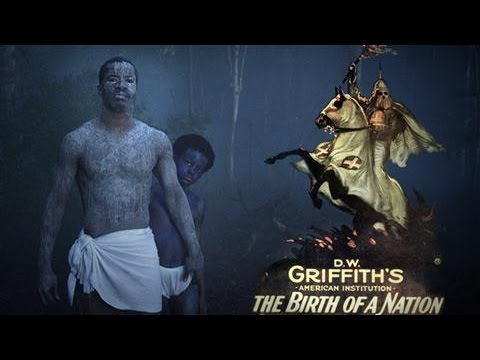 D.W.
GRIFFITH'S
-AMERICAN INSTITUTION-
THE BIRTH OF A NATION